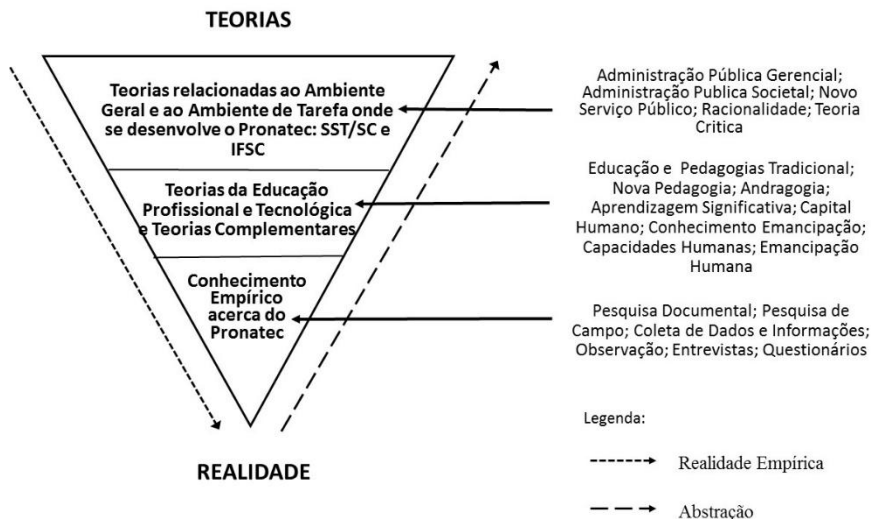 TEORIAS
Teorias relacionadas ao Ambiente
Geral e ao Ambiente de Tarefa onde
se desenvolve o Pronatec: SST/SC e
IFSC
Teorias da Educação
Profissional e Tecnológica
e Teorias Complementares
Conhecimento
Empírico
acerca do
Pronatec
REALIDADE
Administração Pública Gerencial;
Administração Publica Societal; Novo
Serviço Público; Racionalidade; Teoria
Critica
Educação e Pedagogias Tradicional;
Nova Pedagogia; Andragogia;
Aprendizagem Significativa; Capital
Humano; Conhecimento Emancipação;
Capacidades Humanas; Emancipação
Humana
Pesquisa Documental; Pesquisa de
Campo; Coleta de Dados e Informações;
Observação; Entrevistas; Questionários
Legenda:
Realidade Empírica
Abstração